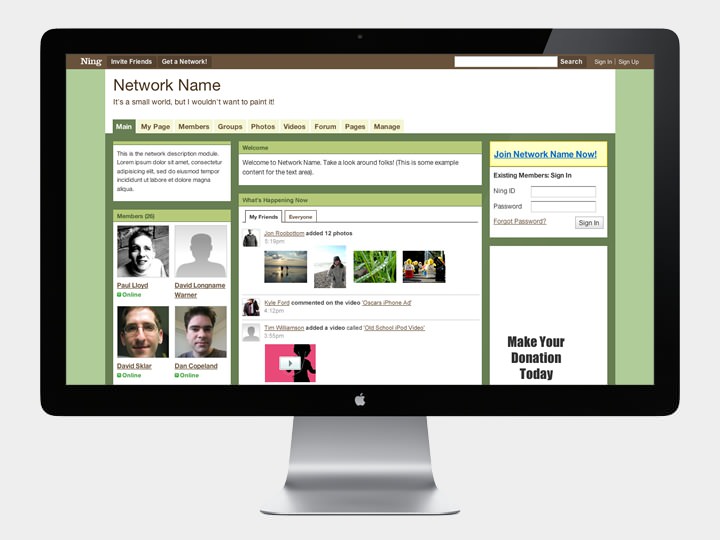 Ning Invite Friends Get a Network! Search Sign In | Sign Up
Network Name
It's a small world, but I wouldn't want to paint it!
Main My Page Members Groups Photos Videos Forum Pages Manage
This is the network description module.
Lorem ipsum dolor sit amet, consectetur
adipisicing elit, sed do eiusmod tempor
incididunt ut labore et dolore magna
aliqua.
Members (26)
Paul Lloyd
Online
David Longname
Warner
David Sklar
Online
Dan Copeland
Online
Welcome
Welcome to Network Name. Take a look around folks! (This is some example
content for the text area).
What's Happening Now
My Friends Everyone
Jon Roobottom added 12 photos
5:19pm
Kyle Ford commented on the video 'Oscars iPhone Ad'
4:12pm
Tim Williamson added a video called 'Old School iPod Video'
3:55pm
Join Network Name Now!
Existing Members: Sign In
Ning ID
Password
Forgot Password? Sign In
Make Your
Donation
Today